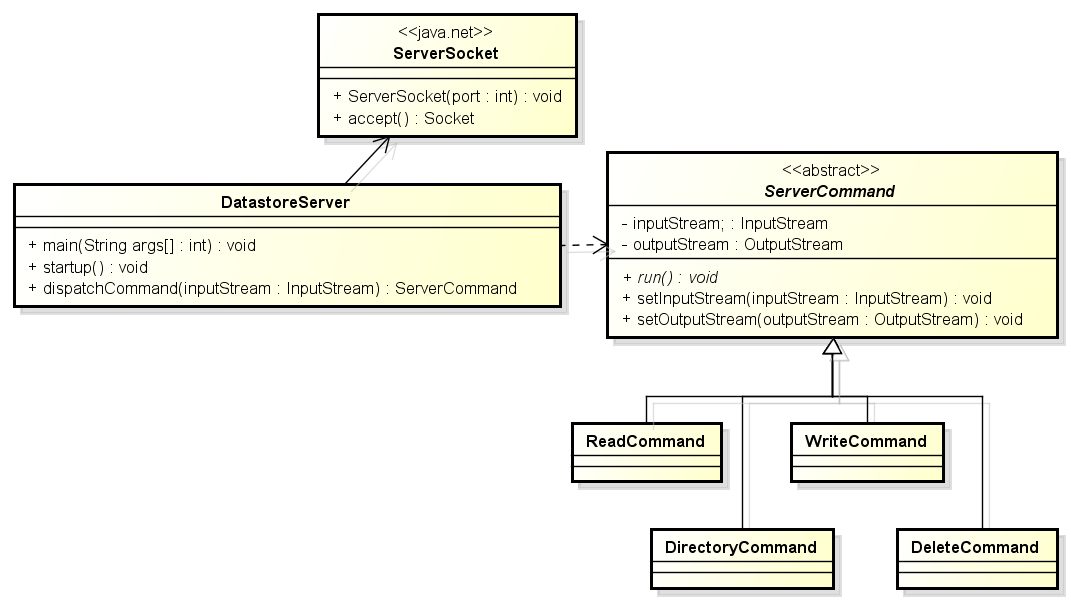 <<java.net>>
ServerSocket
+ ServerSocket(port : int) : void
+ accept() : Socket
DatastoreServer
+ main(String args[] : int) : void
+ startup() : void
+ dispatchCommand(inputStream : InputStream) : ServerCommand
<<abstract>>
ServerCommand
- inputStream; : InputStream
- outputStream : OutputStream
+ run() : void
+ setInputStream(inputStream : InputStream) : void
+ setOutputStream(outputStream : OutputStream) : void
ReadCommand
WriteCommand
DirectoryCommand
DeleteCommand